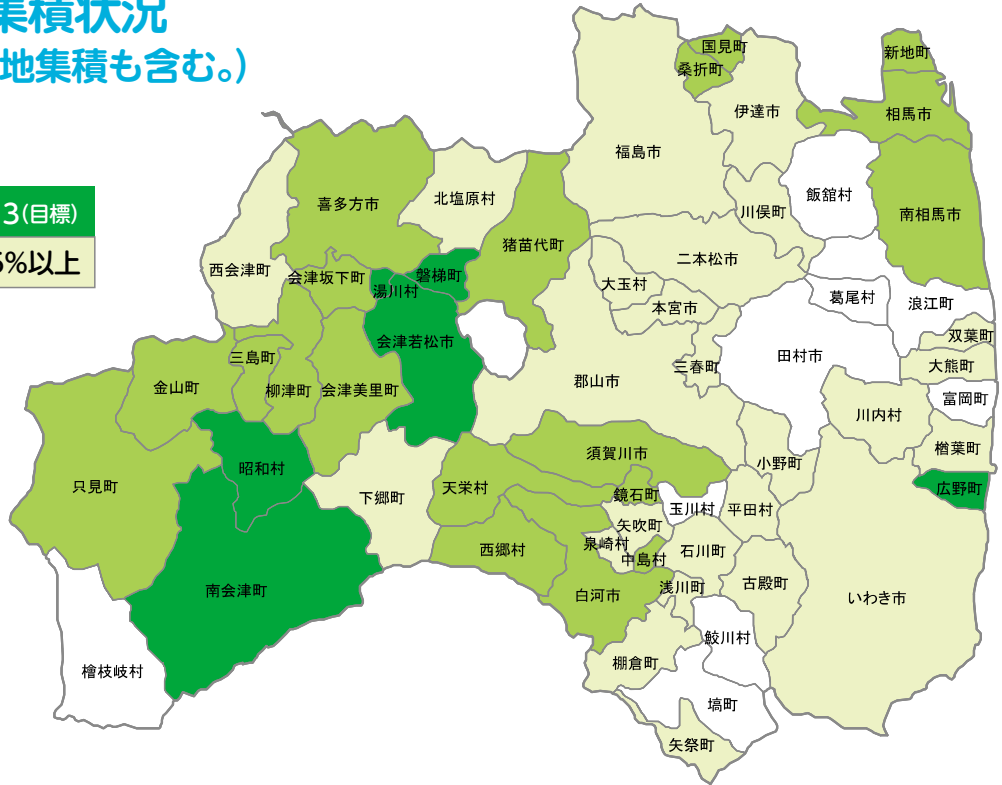 集積状況
地集積も含む。)
3(目標)
%以上
国見町
桑折町
新地町
伊達市
相馬市
福島市
飯舘村
北塩原村
喜多方市
川俣町
南相馬市
猪苗代町
二本松市
西会津町
会津坂下町
磐梯町
湯川村
大玉村
葛尾村
浪江町
本宮市
双葉町
会津若松市
田村市
三島町
大熊町
三春町
郡山市
金山町
柳津町
会津美里町
富岡町
川内村
楢葉町
須賀川市
小野町
昭和村
只見町
天栄村
広野町
下郷町
鏡石町
玉川村
平田村
矢吹町
泉崎村
西郷村
中島村
石川町
古殿町
浅川町
南会津町
白河市
いわき市
鮫川村
棚倉町
檜枝岐村
塙町
矢祭町